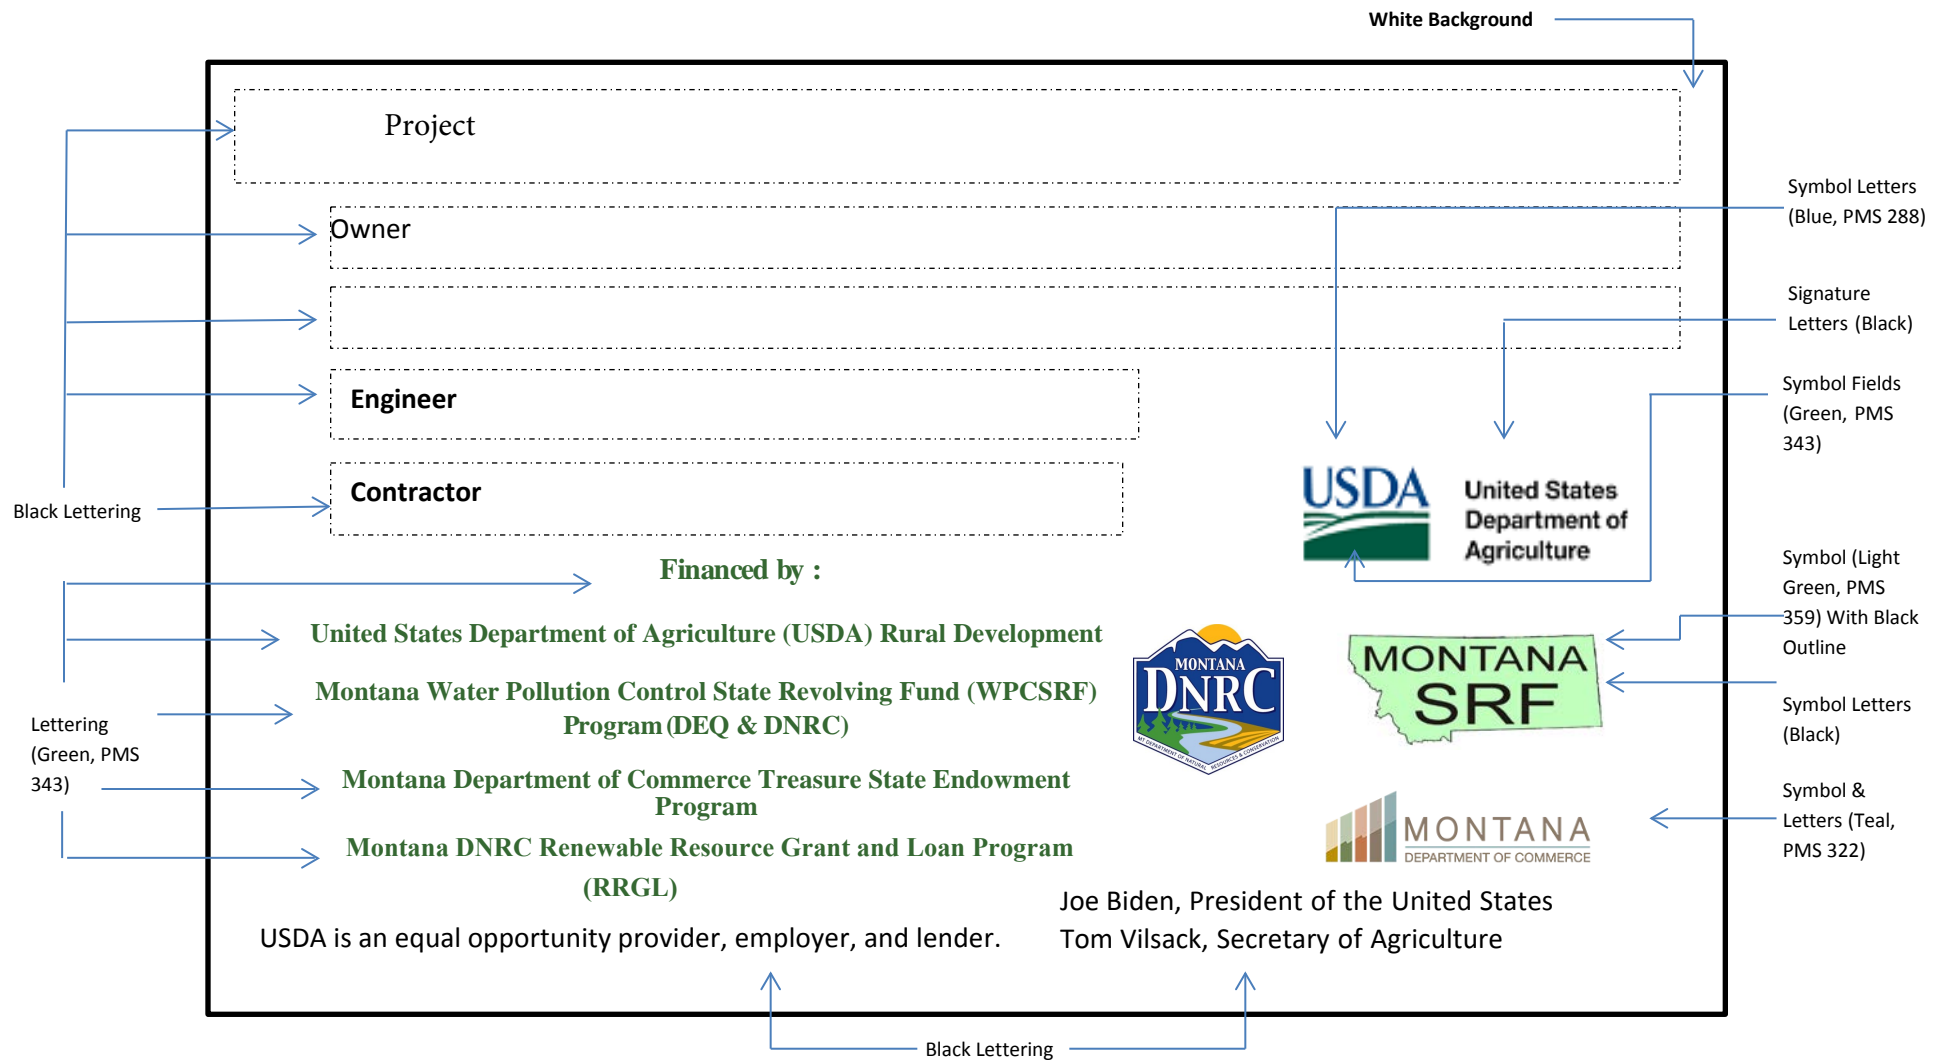 White Background
Project
Symbol Letters
(Blue, PMS 288)
Owner
Signature
Letters (Black)
Symbol Fields
(Green, PMS
343)
Engineer
Contractor
Black Lettering
USDA
United States
Department of
Agriculture
Financed by :
Symbol (Light
Green, PMS
359) With Black
Outline
United States Department of Agriculture (USDA) Rural Development
MONTANA
DNRC
MT DEPARTMENT OF NATURAL RESOURCES & CONSERVATION
MONTANA
SRF
Montana Water Pollution Control State Revolving Fund (WPCSRF)
Program (DEQ & DNRC)
Symbol Letters
(Black)
Lettering
(Green, PMS
343)
Montana Department of Commerce Treasure State Endowment
Program
Symbol &
Letters (Teal,
PMS 322)
MONTANA
DEPARTMENT OF COMMERCE
Montana DNRC Renewable Resource Grant and Loan Program
(RRGL)
Joe Biden, President of the United States
USDA is an equal opportunity provider, employer, and lender.
Tom Vilsack, Secretary of Agriculture
Black Lettering